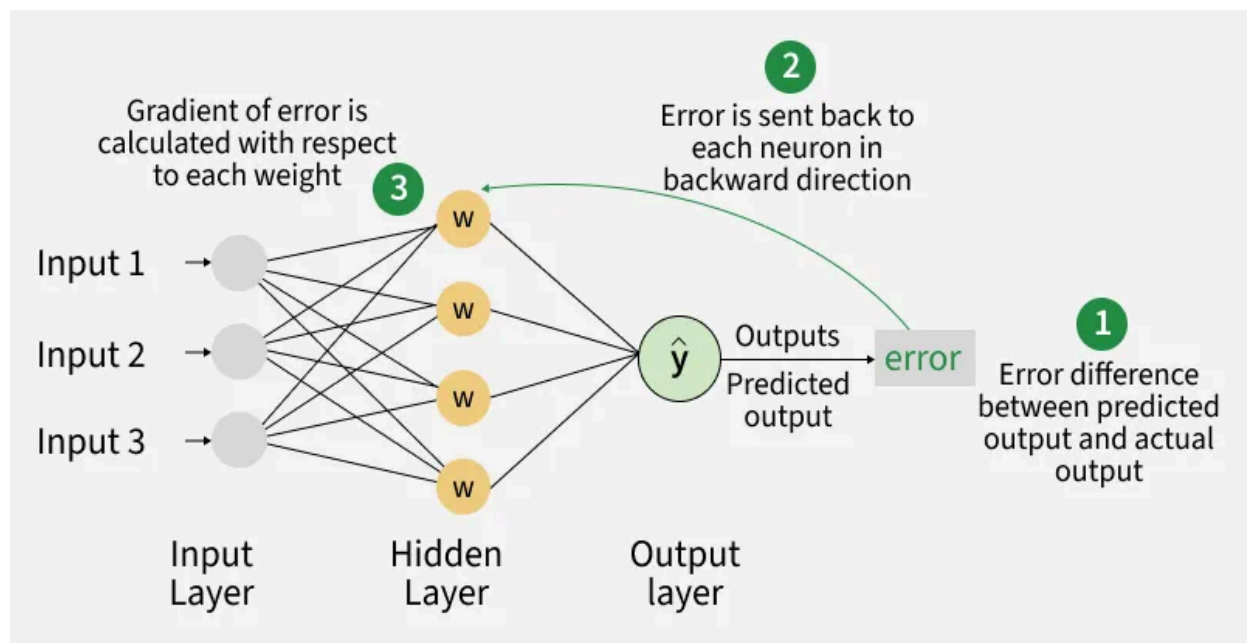 2
Error is sent back to
each neuron in
backward direction
Gradient of error is
calculated with respect
to each weight
3
w
w
w
w
Input 1
Input 2
Input 3
ŷ
Outputs
Predicted
output
error
1
Error difference
between predicted
output and actual
output
Input
Layer
Hidden
Layer
Output
layer